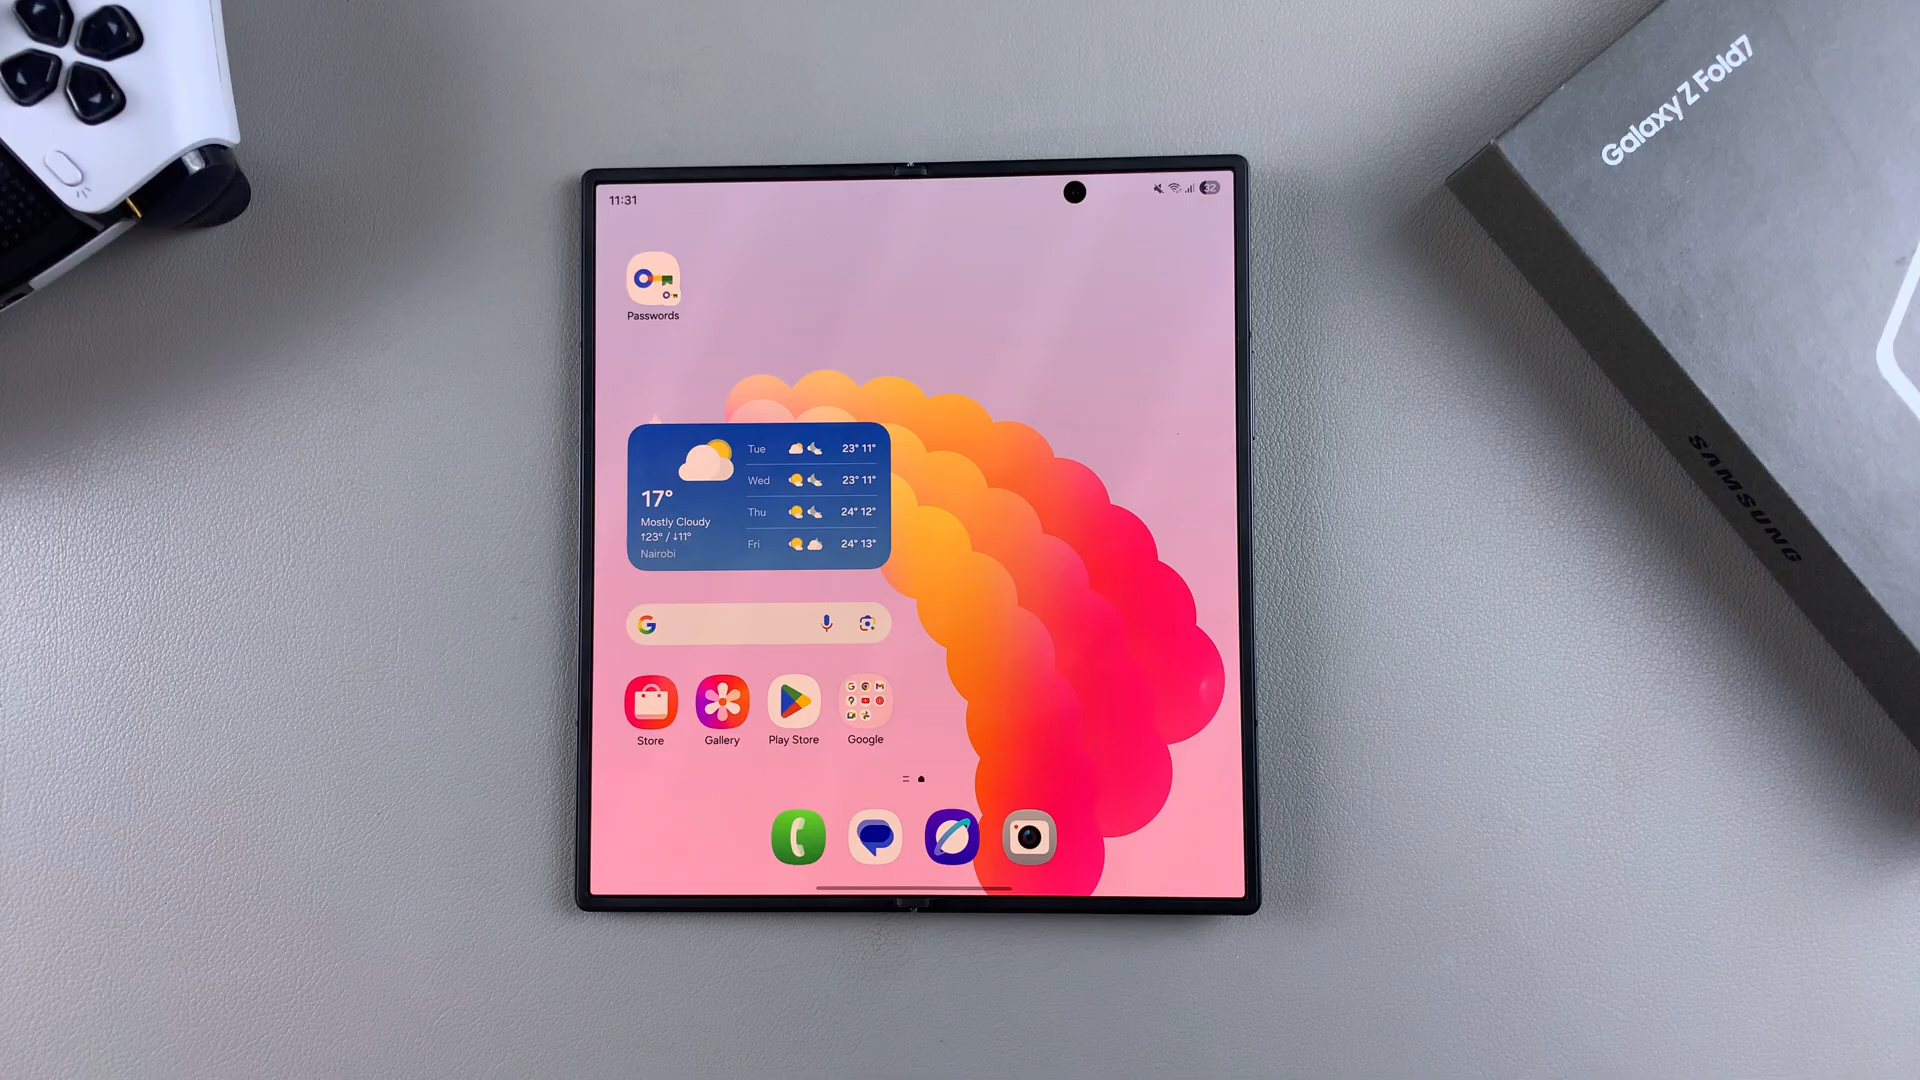 Galaxy Z Fold7
SAMSUNG
11:31
32
Passwords
Tue 23° 11°
Wed 23° 11°
Thu 24° 12°
Fri 24° 13°
17°
Mostly Cloudy
↑23° / ↓11°
Nairobi
G
Store
Gallery
Play Store
Google